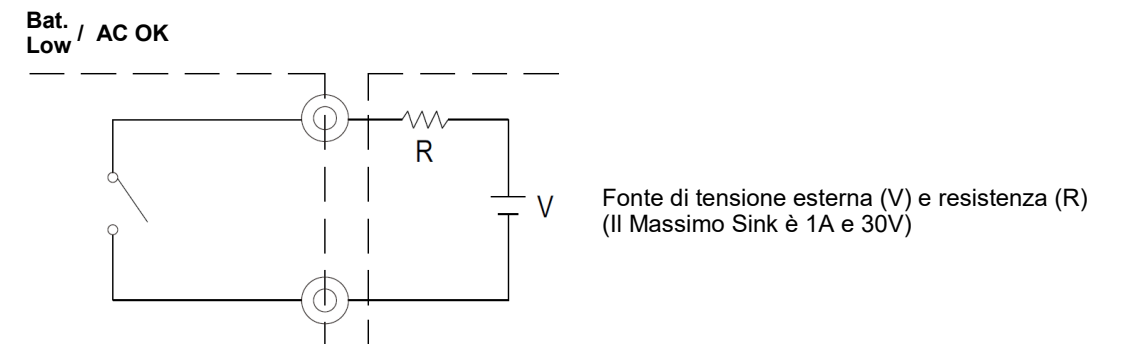 Bat.
Low / AC OK
R
V
Fonte di tensione esterna (V) e resistenza (R)
(Il Massimo Sink è 1A e 30V)